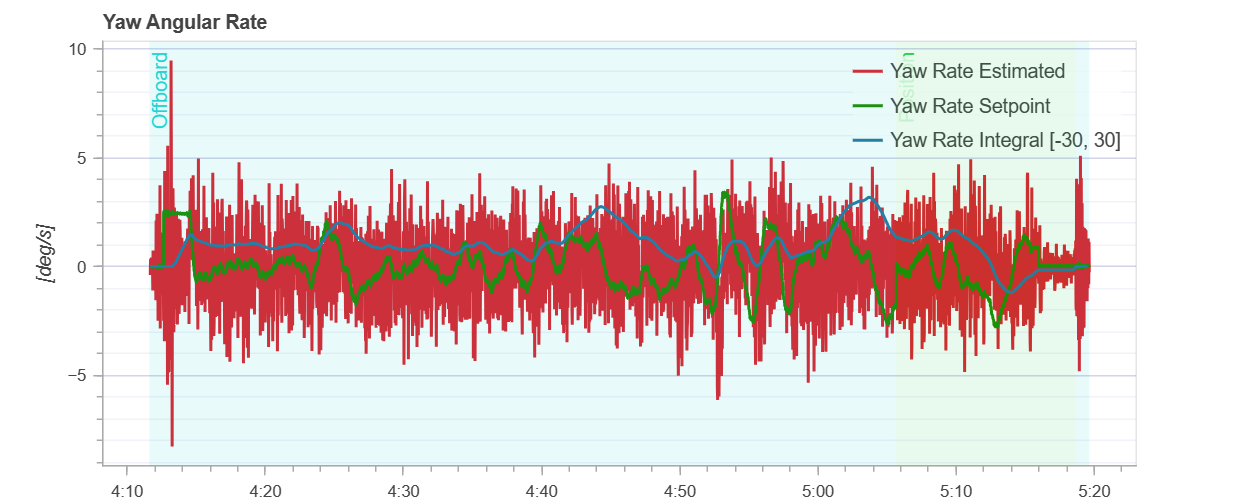 Yaw Angular Rate
Offboard
Position
Yaw Rate Estimated
Yaw Rate Setpoint
Yaw Rate Integral [-30, 30]
[deg/s]
10
5
0
−5
4:10
4:20
4:30
4:40
4:50
5:00
5:10
5:20